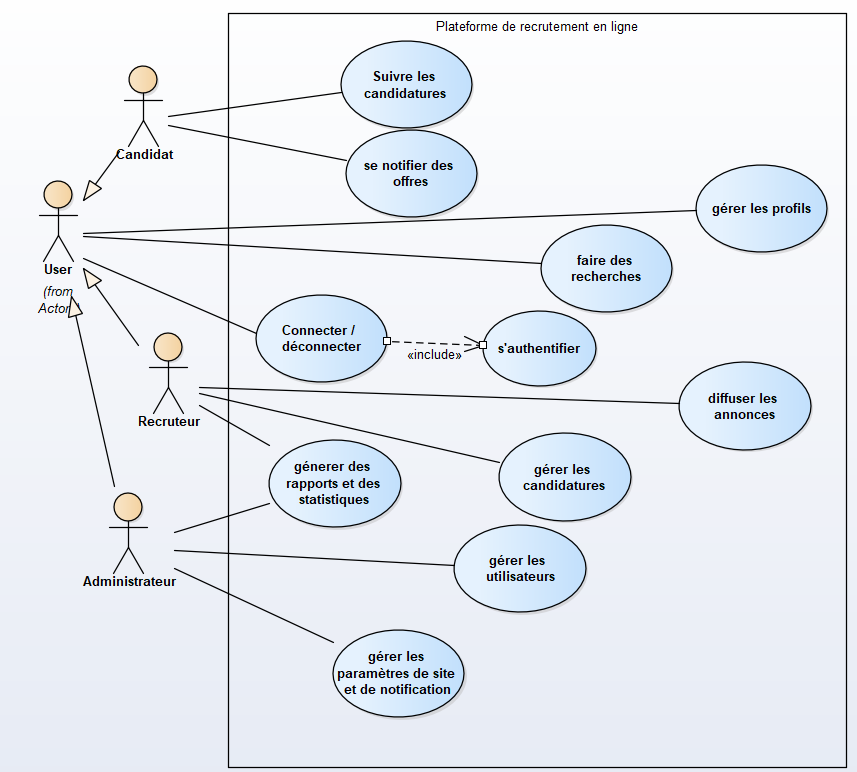 Plateforme de recrutement en ligne
Suivre les
candidatures
Candidat
se notifier des
offres
gérer les profils
User
(from
Actor
faire des
recherches
Connecter /
déconnecter
«include»
s'authentifier
Recruteur
diffuser les
annonces
génerer des
rapports et des
statistiques
gérer les
candidatures
Administrateur
gérer les
utilisateurs
gérer les
paramètres de site
et de notification